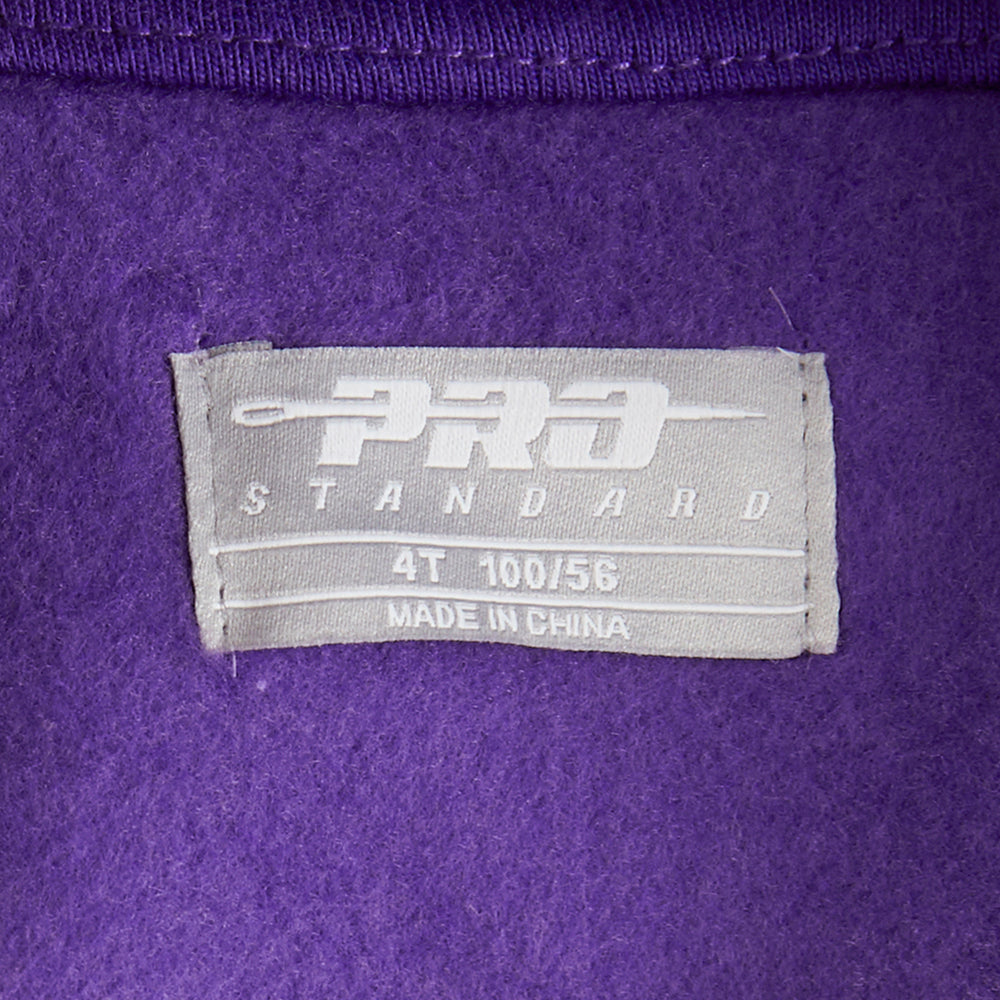 PRO
STANDARD
4T 100/56
MADE IN CHINA